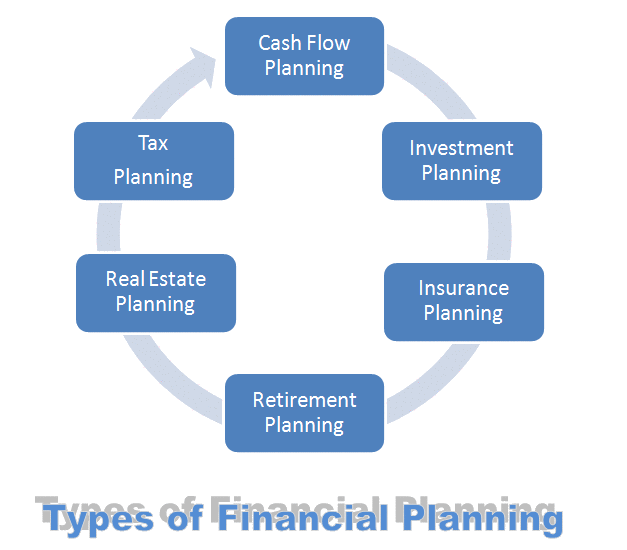 Cash Flow
Planning
Investment
Planning
Insurance
Planning
Retirement
Planning
Real Estate
Planning
Tax
Planning
Types of Financial Planning